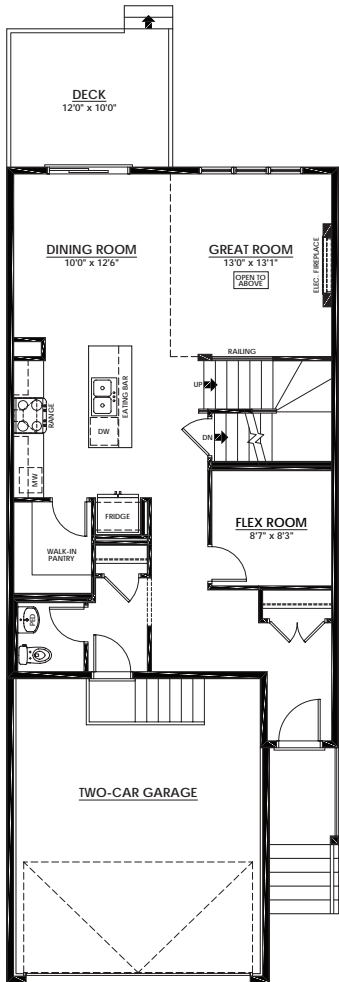 DECK
12'0" x 10'0"
DINING ROOM
10'0" x 12'6"
GREAT ROOM
13'0" x 13'1"
OPEN TO
ABOVE
ELEC. FIREPLACE
RAILING
UP
EATING BAR
RANGE
DW
DN
MW
FRIDGE
FLEX ROOM
8'7" x 8'3"
WALK-IN
PANTRY
PED
TWO-CAR GARAGE